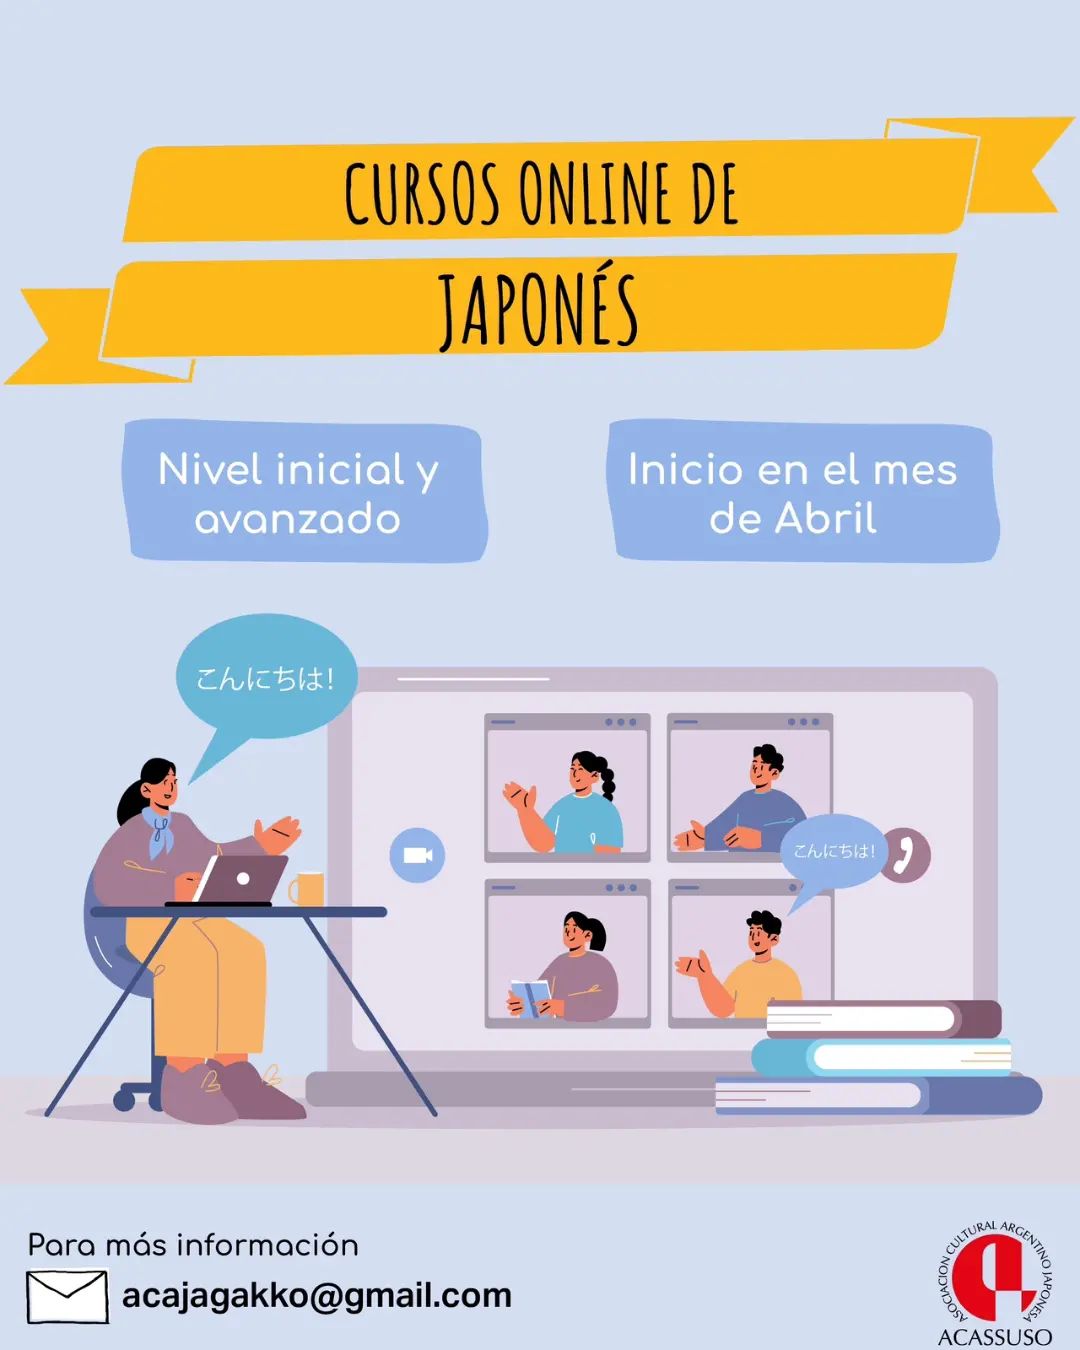 CURSOS ONLINE DE
JAPONÉS
Nivel inicial y
avanzado
Inicio en el mes
de Abril
こんにちは!
こんにちは!
Para más información
acajagakko@gmail.com
ASOCIACION CULTURAL ARGENTINO JAPONESA
ACASSUSO